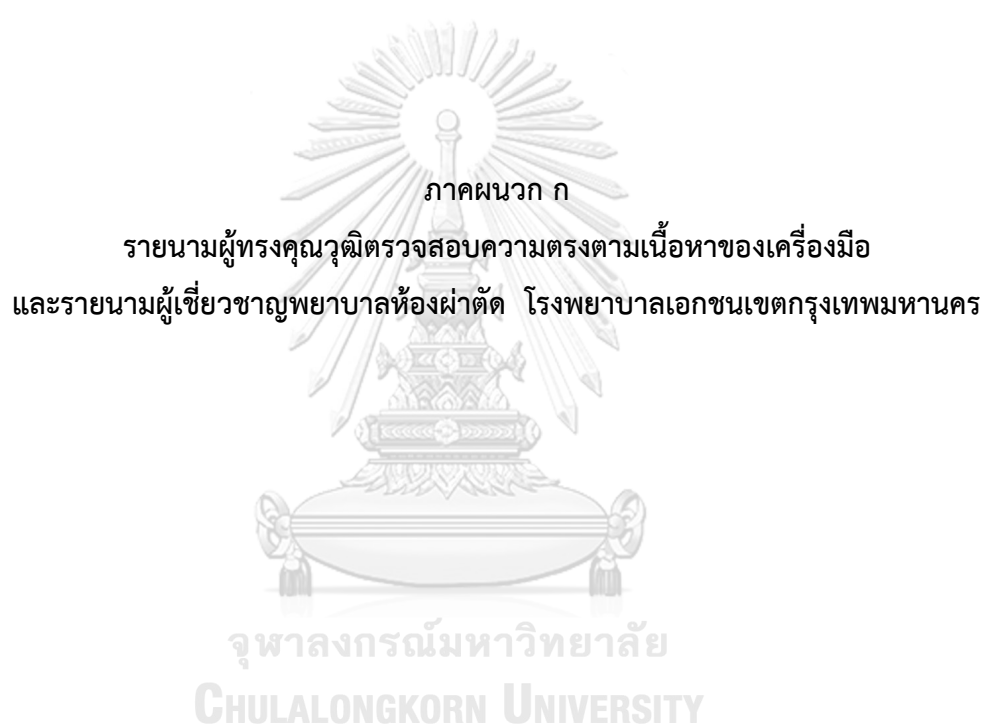 ภาคผนวก ก
รายนามผู้ทรงคุณวุฒิตรวจสอบความตรงตามเนื้อหาของเครื่องมือ
และรายนามผู้เชี่ยวชาญพยาบาลห้องผ่าตัด โรงพยาบาลเอกชนเขตกรุงเทพมหานคร
จุฬาลงกรณ์มหาวิทยาลัย
CHULALONGKORN UNIVERSITY